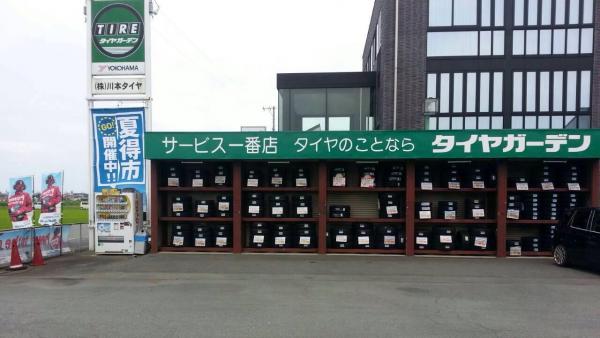 TIRE
タイヤガーデン
YOKOHAMA
(株)川本タイヤ
GO!
夏得市
開催中!!
サービス一番店 タイヤのことなら タイヤガーデン